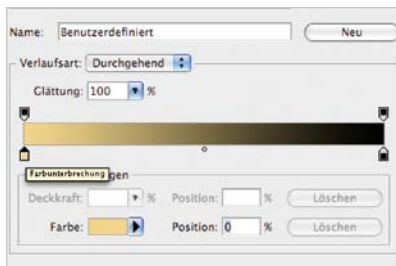 Name: Benutzerdefiniert Neu
Verlaufsart: Durchgehend
Glättung: 100 %
Farbunterbrechung gen
Deckkraft: % Position: % Löschen
Farbe: Position: 0 % Löschen